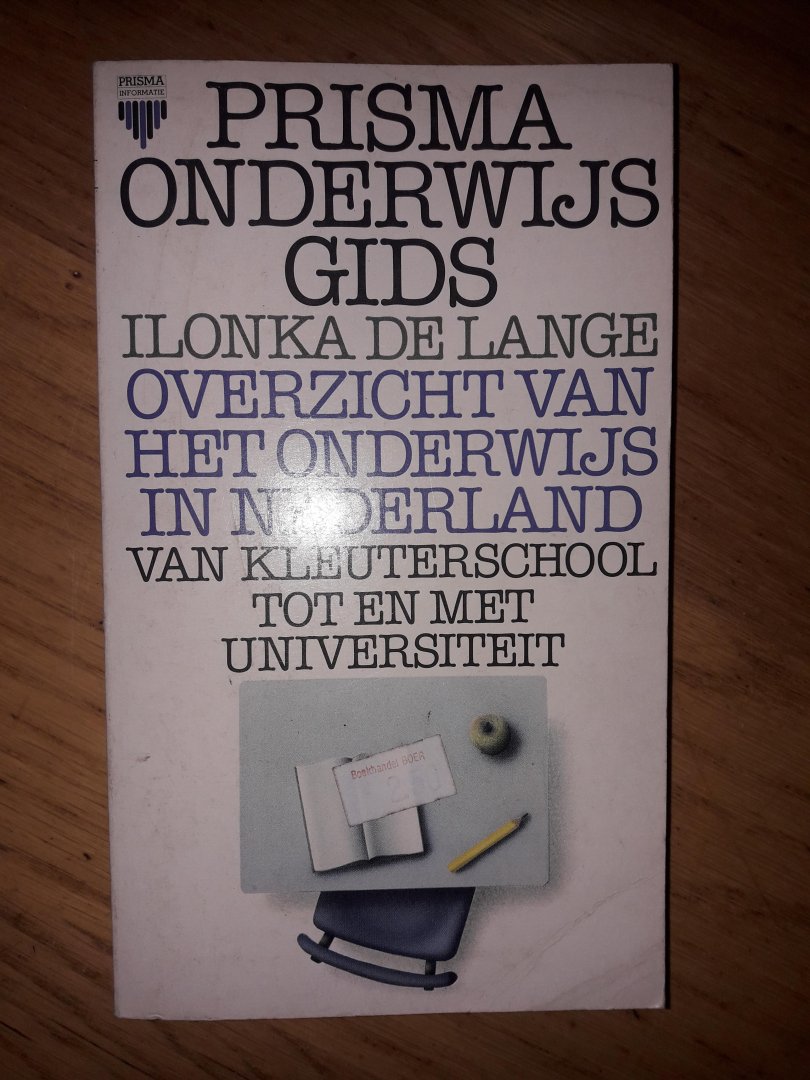 PRISMA
INFORMATIE
PRISMA
ONDERWIJS
GIDS
ILONKA DE LANGE
OVERZICHT VAN
HET ONDERWIJS
IN NEDERLAND
VAN KLEUTERSCHOOL
TOT EN MET
UNIVERSITEIT
Boekhandel BOER